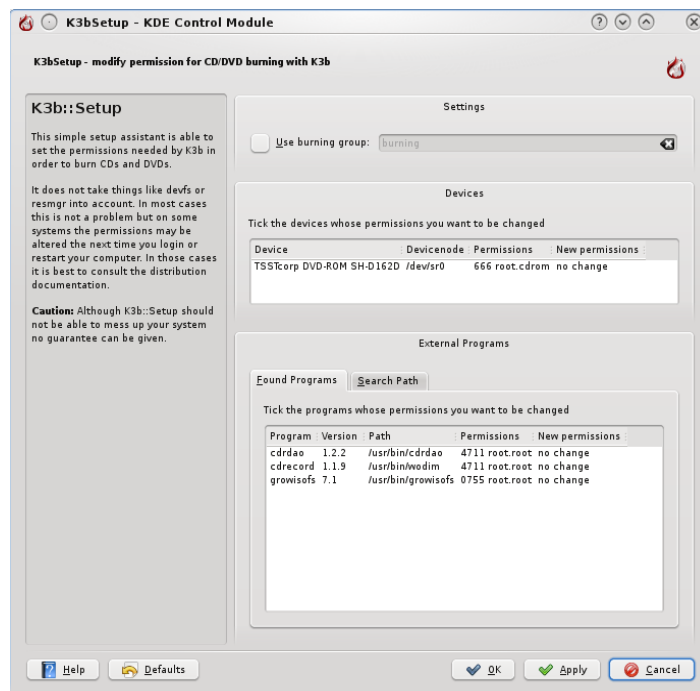 K3bSetup - KDE Control Module
K3bSetup - modify permission for CD/DVD burning with K3b
K3b::Setup
This simple setup assistant is able to
set the permissions needed by K3b in
order to burn CDs and DVDs.
It does not take things like devfs or
resmgr into account. In most cases
this is not a problem but on some
systems the permissions may be
altered the next time you login or
restart your computer. In those cases
it is best to consult the distribution
documentation.
Caution: Although K3b::Setup should
not be able to mess up your system
no guarantee can be given.
Settings
Use burning group: burning
Devices
Tick the devices whose permissions you want to be changed
Device Devicenode Permissions New permissions
TSSTcorp DVD-ROM SH-D162D /dev/sr0 666 root.cdrom no change
External Programs
Found Programs Search Path
Tick the programs whose permissions you want to be changed
Program Version Path Permissions New permissions
cdrdao 1.2.2 /usr/bin/cdrdao 4711 root.root no change
cdrecord 1.1.9 /usr/bin/wodim 4711 root.root no change
growisofs 7.1 /usr/bin/growisofs 0755 root.root no change
Help Defaults OK Apply Cancel